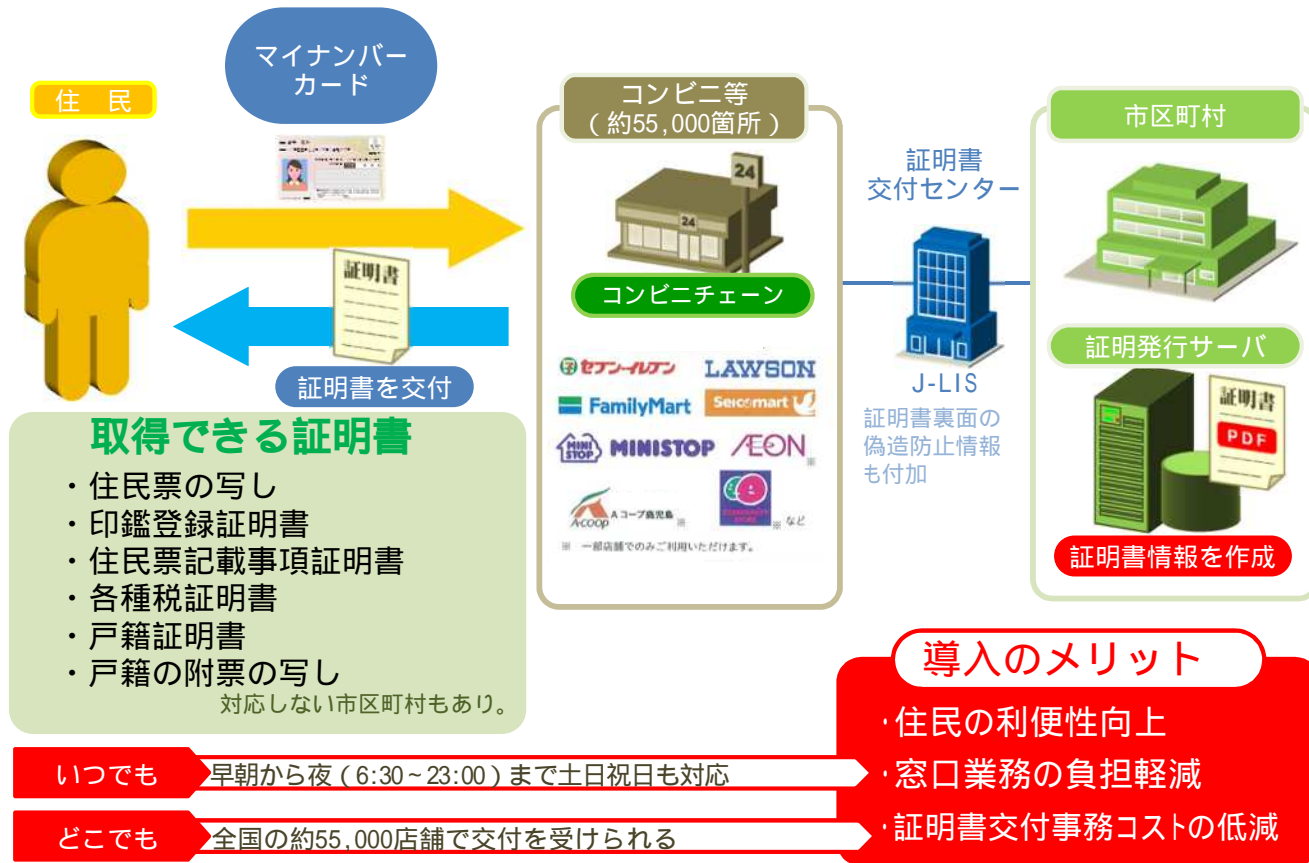 マイナンバー
カード
住　民
証明書
証明書を交付
コンビニ等
（約55,000箇所）
24
24
コンビニチェーン
セブン-イレブン
LAWSON
FamilyMart
Seicomart
MINI STOP
MINISTOP
ÆON※
A・COOP
Aコープ鹿児島※
COMMUNITY
STORE
※ など
※　一部店舗でのみご利用いただけます。
証明書
交付センター
J-LIS
証明書裏面の
偽造防止情報
も付加
市区町村
証明発行サーバ
証明書
PDF
証明書情報を作成
取得できる証明書
・住民票の写し
・印鑑登録証明書
・住民票記載事項証明書
・各種税証明書
・戸籍証明書
・戸籍の附票の写し
対応しない市区町村もあり。
導入のメリット
・住民の利便性向上
・窓口業務の負担軽減
・証明書交付事務コストの低減
いつでも
早朝から夜（6:30~23:00）まで土日祝日も対応
どこでも
全国の約55,000店舗で交付を受けられる